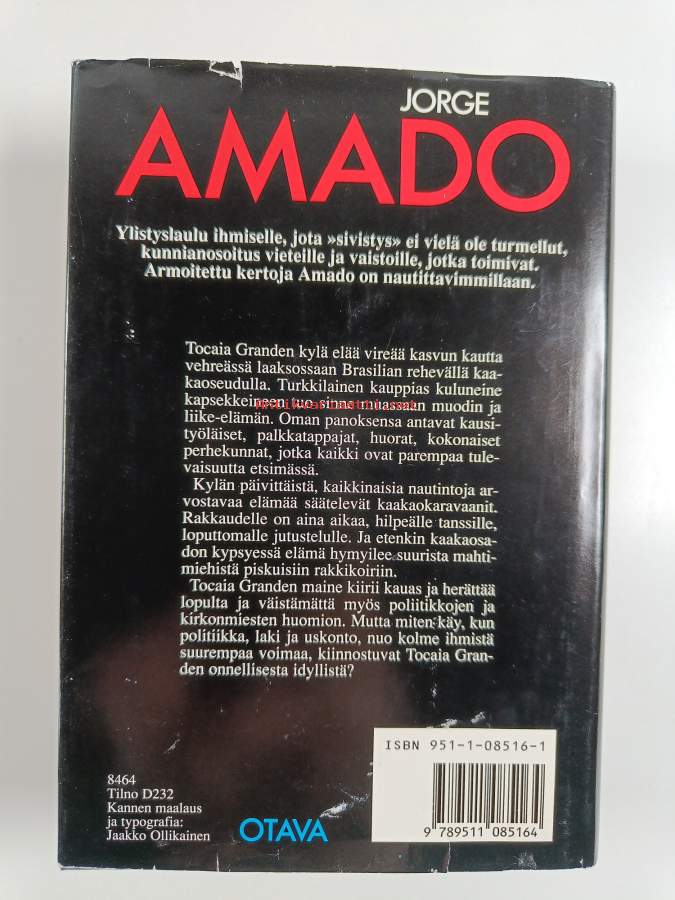 JORGE
AMADO
Ylistyslaulu ihmiselle, jota »sivistys» ei vielä ole turmellut,
kunnianosoitus vieteille ja vaistoille, jotka toimivat.
Armoitettu kertoja Amado on nautittavimmillaan.
Tocaia Granden kylä elää vireää kasvun kautta
vehreässä laaksossaan Brasilian rehevällä kaa-
kaoseudulla. Turkkilainen kauppias kuluneine
kapsekkeineen tuo sinne mukanaan muodin ja
Antikvariaatti.net
liike-elämän. Oman panoksensa antavat kausi-
työläiset, palkkatappajat, huorat, kokonaiset
perhekunnat, jotka kaikki ovat parempaa tule-
vaisuutta etsimässä.
Kylän päivittäistä, kaikkinaisia nautintoja ar-
vostavaa elämää säätelevät kaakaokaravaanit.
Rakkaudelle on aina aikaa, hilpeälle tanssille,
loputtomalle jutustelulle. Ja etenkin kaakaosa-
don kypsyessä elämä hymyilee suurista mahti-
miehistä piskuisiin rakkikoiriin.
Tocaia Granden maine kiirii kauas ja herättää
lopulta ja väistämättä myös poliitikkojen ja
kirkonmiesten huomion. Mutta miten käy, kun
politiikka, laki ja uskonto, nuo kolme ihmistä
suurempaa voimaa, kiinnostuvat Tocaia Gran-
den onnellisesta idyllistä?
ISBN 951-1-08516-1
8464
Tilno D232
Kannen maalaus
ja typografia:
Jaakko Ollikainen
OTAVA
9 789511 085164